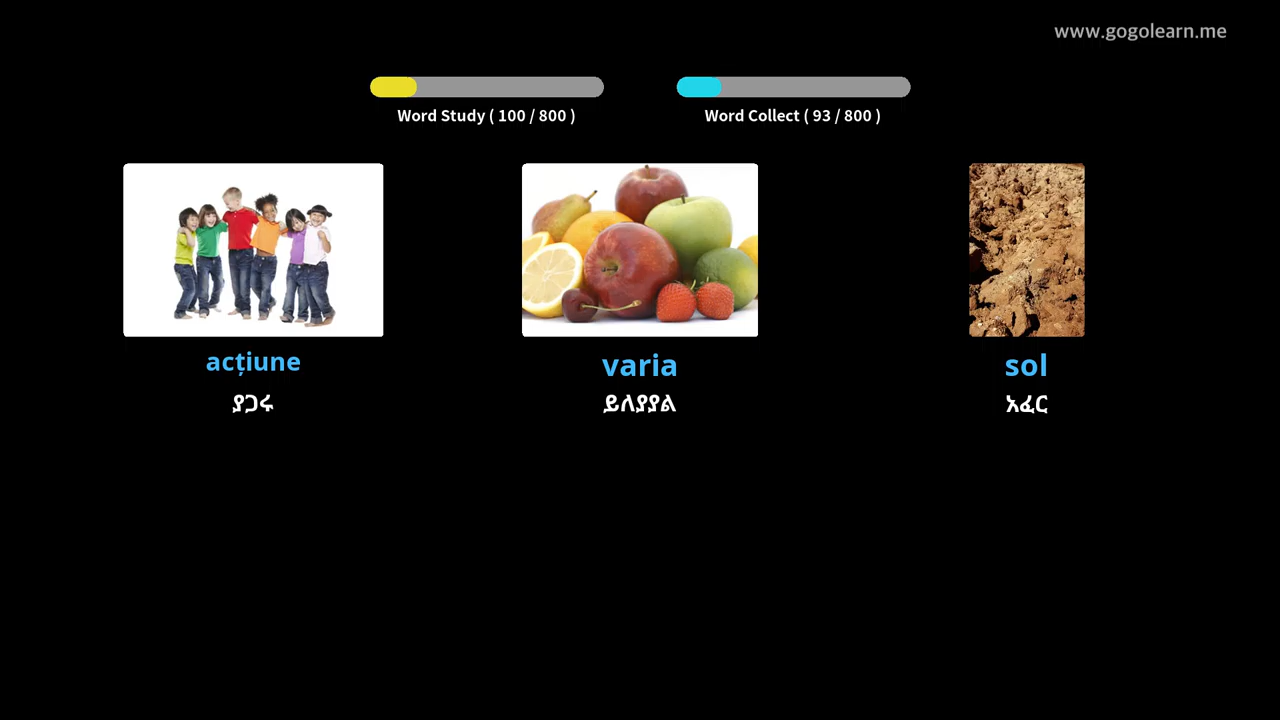 www.gogolearn.me
Word Study ( 100 / 800 )
Word Collect ( 93 / 800 )
acțiune
varia
sol
ያጋሩ
ይለያያል
አፈር